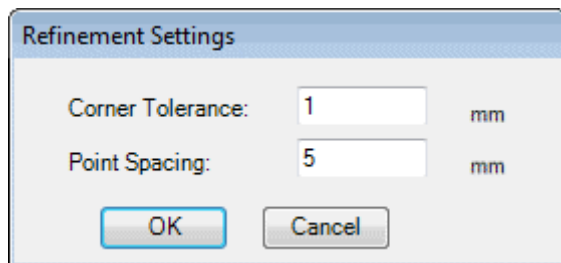 Refinement Settings
Corner Tolerance: 1 mm
Point Spacing: 5 mm
OK Cancel